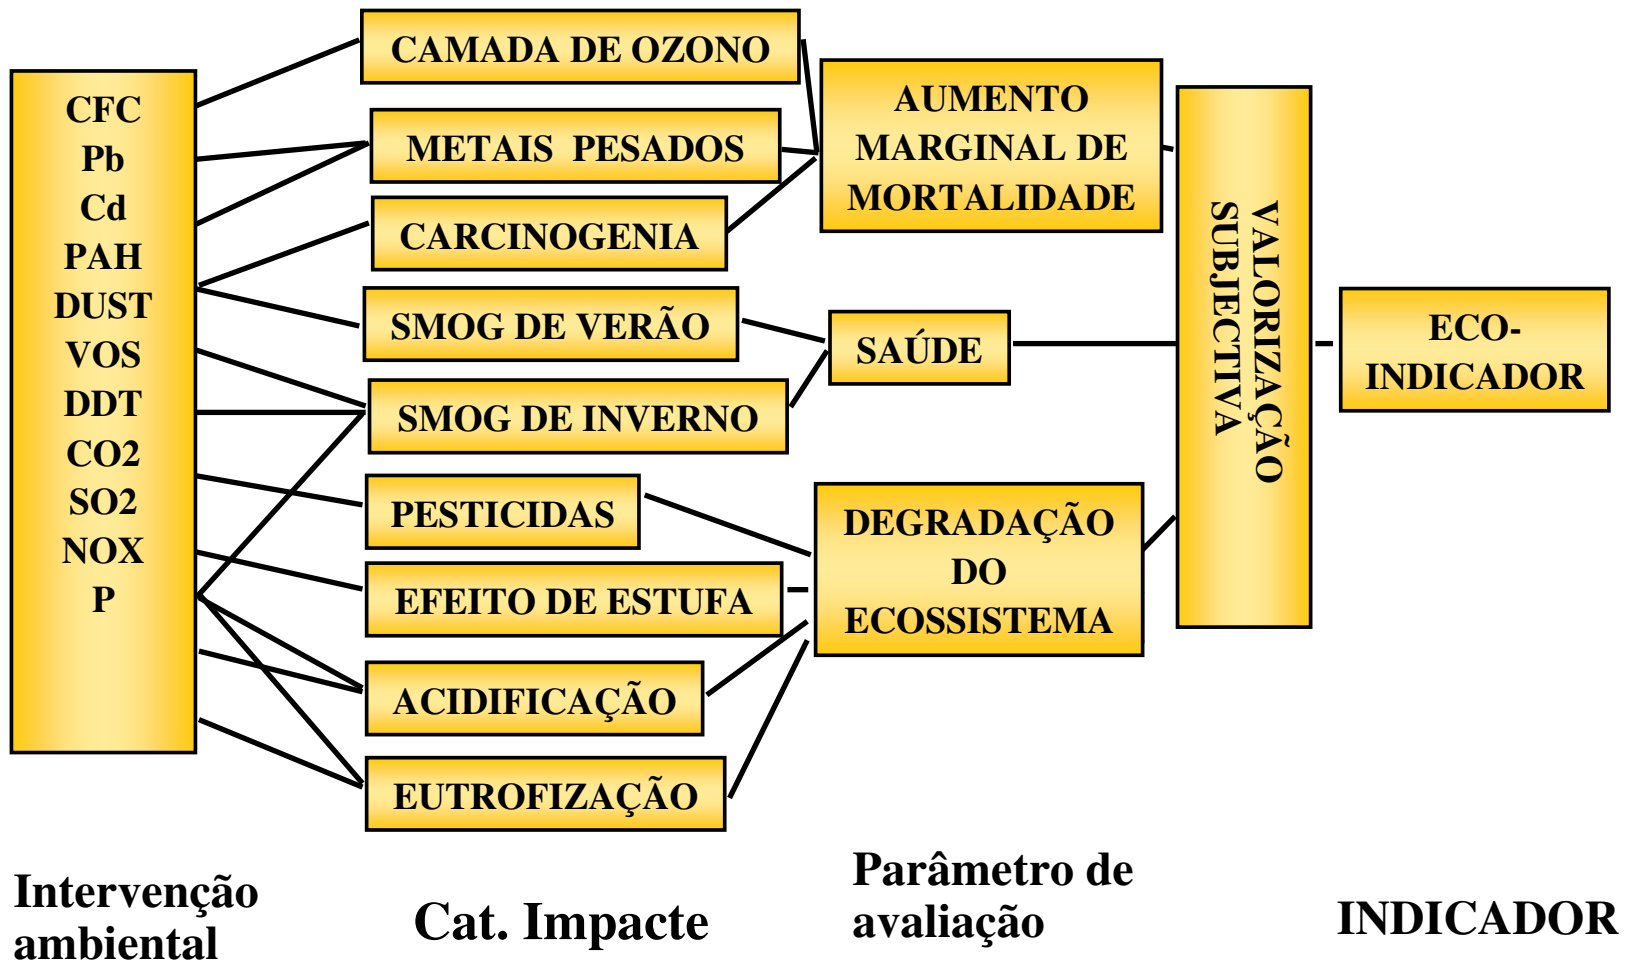 CFC
Pb
Cd
PAH
DUST
VOS
DDT
CO2
SO2
NOX
P
CAMADA DE OZONO
METAIS PESADOS
CARCINOGENIA
SMOG DE VERÃO
SMOG DE INVERNO
PESTICIDAS
EFEITO DE ESTUFA
ACIDIFICAÇÃO
EUTROFIZAÇÃO
AUMENTO
MARGINAL DE
MORTALIDADE
SAÚDE
DEGRADAÇÃO
DO
ECOSSISTEMA
VALORIZAÇÃO
SUBJECTIVA
ECO-
INDICADOR
Intervenção
ambiental
Cat. Impacte
Parâmetro de
avaliação
INDICADOR